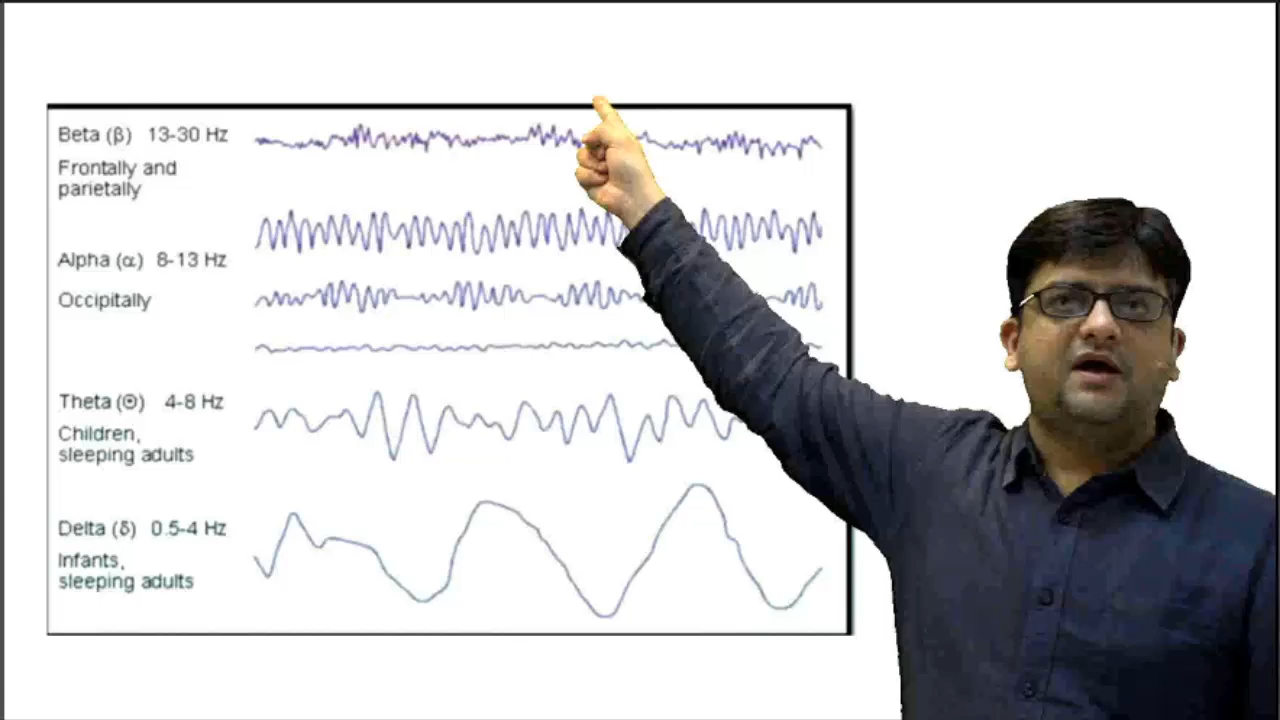 Beta (β) 13-30 Hz
Frontally and
parietally
Alpha (α) 8-13 Hz
Occipitally
Theta (Θ) 4-8 Hz
Children,
sleeping adults
Delta (δ) 0.5-4 Hz
Infants,
sleeping adults